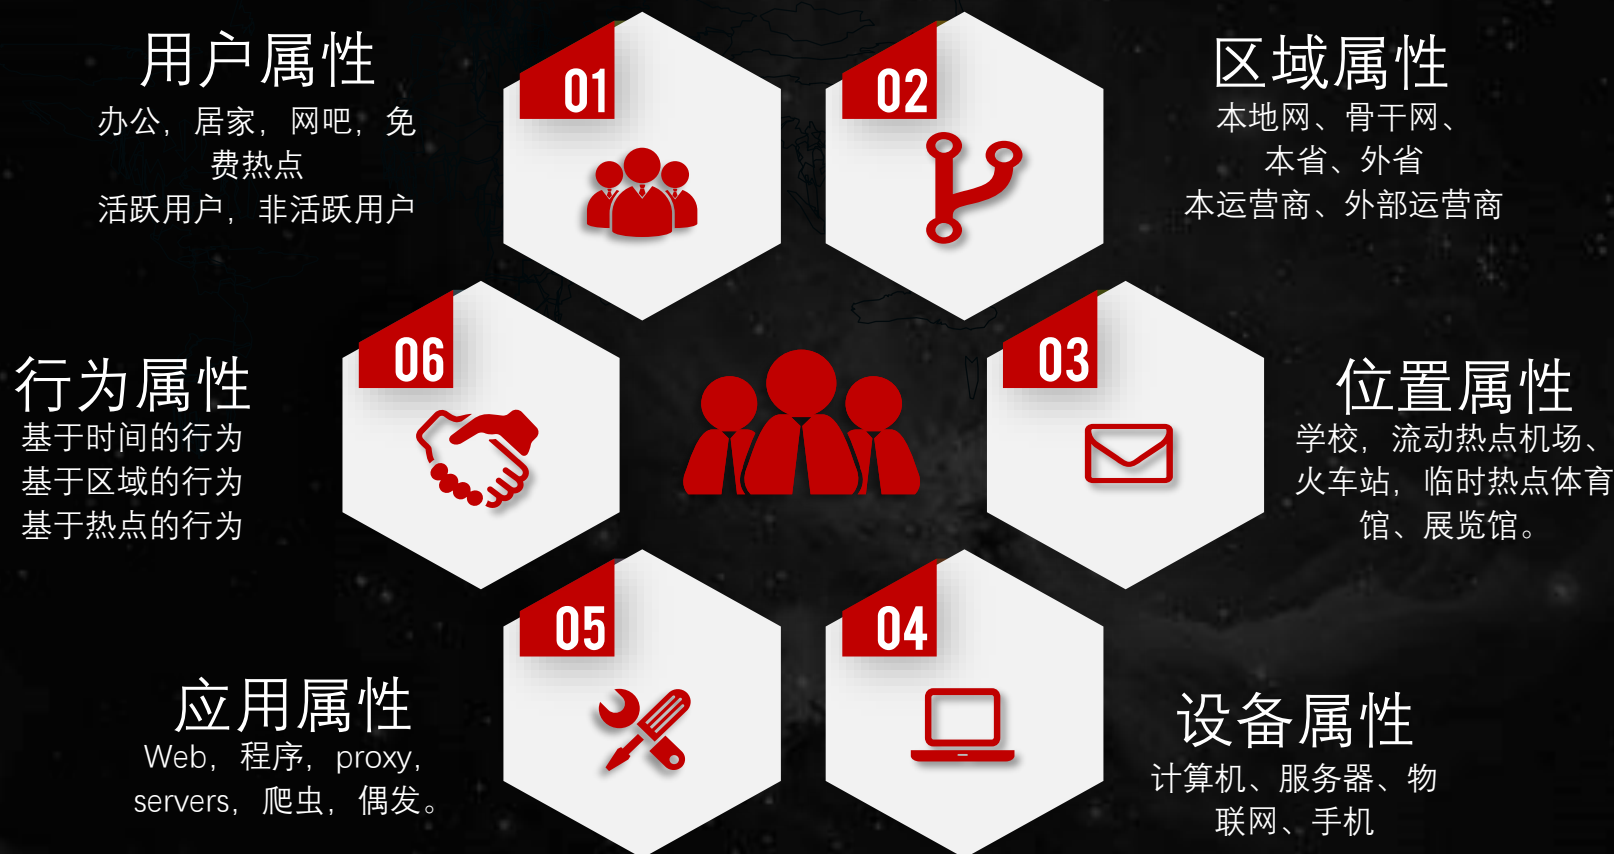 用户属性
办公，居家，网吧，免
费热点
活跃用户，非活跃用户
01
02
区域属性
本地网、骨干网、
本省、外省
本运营商、外部运营商
行为属性
基于时间的行为
基于区域的行为
基于热点的行为
06
03
位置属性
学校，流动热点机场、
火车站，临时热点体育
馆、展览馆。
应用属性
Web，程序，proxy，
servers，爬虫，偶发。
05
04
设备属性
计算机、服务器、物
联网、手机